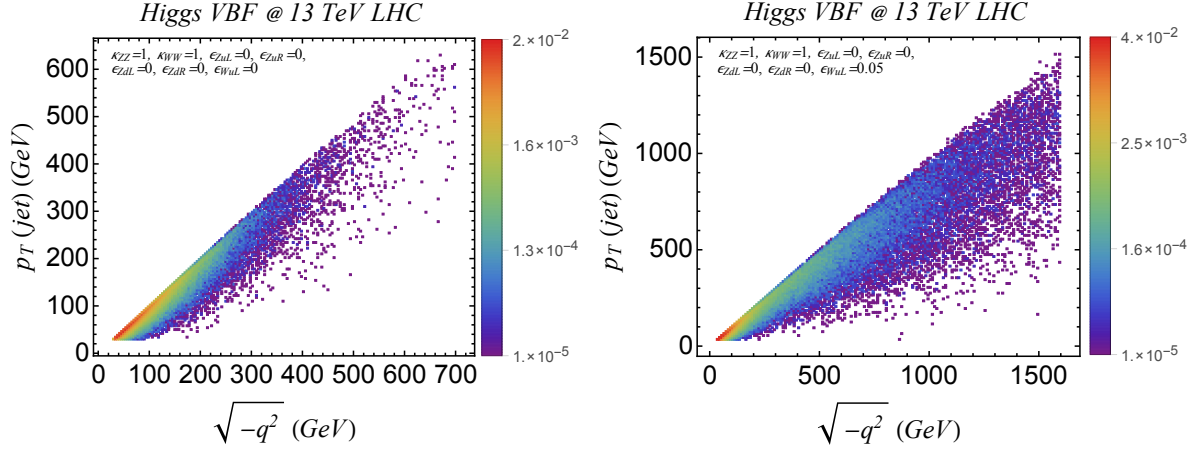 Higgs VBF @ 13 TeV LHC
κZZ=1, κWW=1, ϵZuL=0, ϵZuR=0,
ϵZdL=0, ϵZdR=0, ϵWuL=0
pT (jet) (GeV)
600
500
400
300
200
100
0
0 100 200 300 400 500 600 700
√−q² (GeV)
2.×10⁻²
1.6×10⁻³
1.3×10⁻⁴
1.×10⁻⁵
Higgs VBF @ 13 TeV LHC
κZZ=1, κWW=1, ϵZuL=0, ϵZuR=0,
ϵZdL=0, ϵZdR=0, ϵWuL=0.05
pT (jet) (GeV)
1500
1000
500
0
0 500 1000 1500
√−q² (GeV)
4.×10⁻²
2.5×10⁻³
1.6×10⁻⁴
1.×10⁻⁵